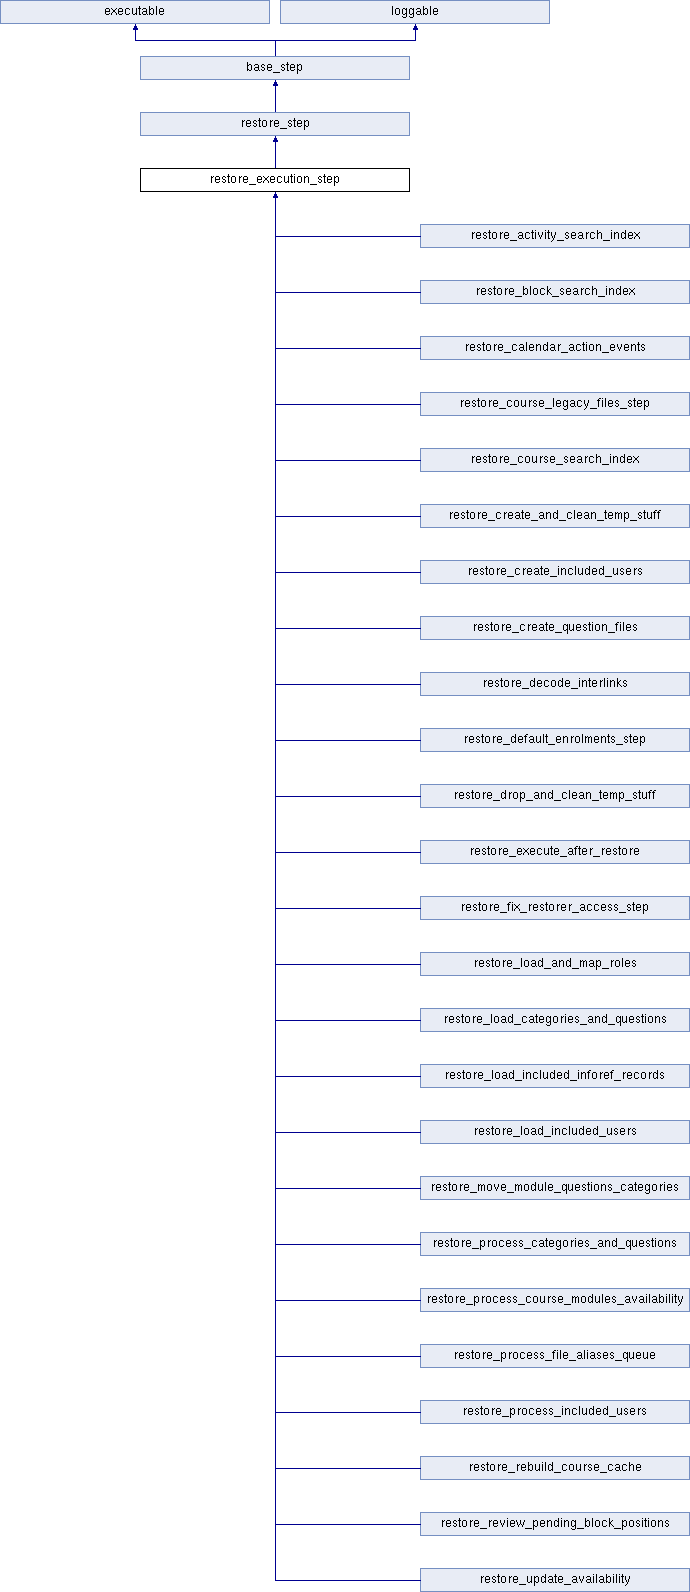 executable
loggable
base_step
restore_step
restore_execution_step
restore_activity_search_index
restore_block_search_index
restore_calendar_action_events
restore_course_legacy_files_step
restore_course_search_index
restore_create_and_clean_temp_stuff
restore_create_included_users
restore_create_question_files
restore_decode_interlinks
restore_default_enrolments_step
restore_drop_and_clean_temp_stuff
restore_execute_after_restore
restore_fix_restorer_access_step
restore_load_and_map_roles
restore_load_categories_and_questions
restore_load_included_inforef_records
restore_load_included_users
restore_move_module_questions_categories
restore_process_categories_and_questions
restore_process_course_modules_availability
restore_process_file_aliases_queue
restore_process_included_users
restore_rebuild_course_cache
restore_review_pending_block_positions
restore_update_availability